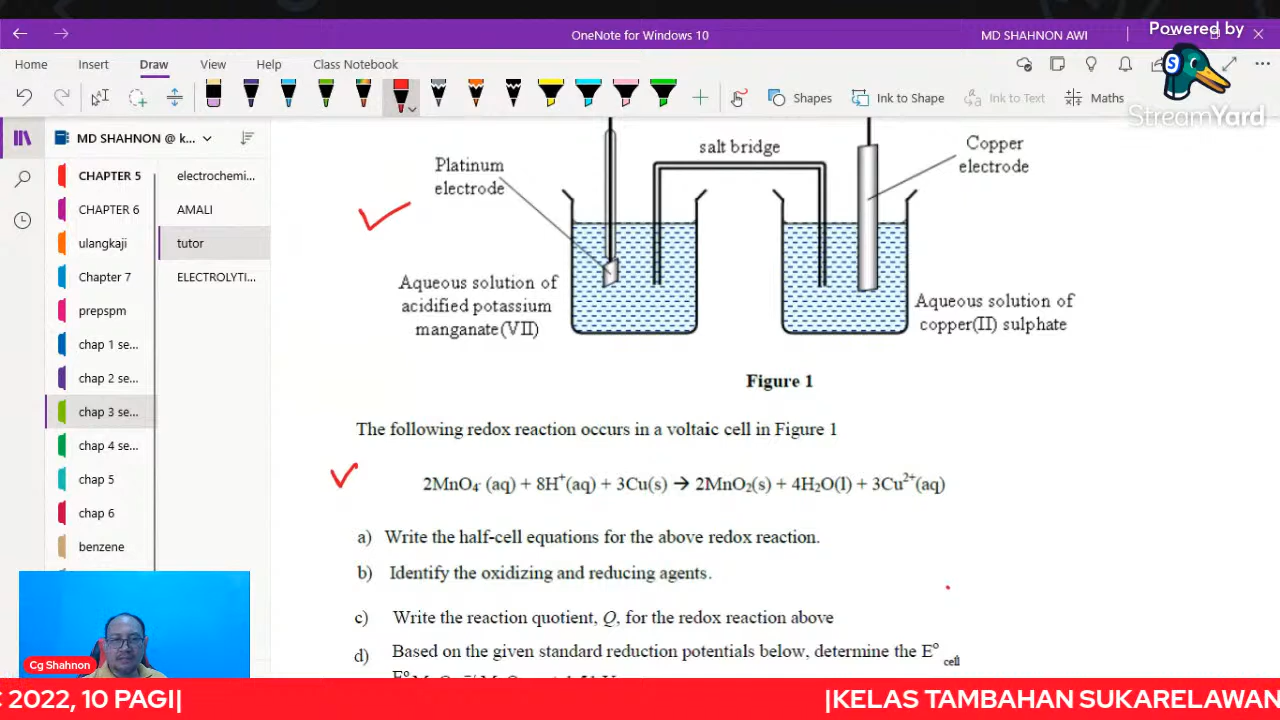 OneNote for Windows 10
MD SHAHNON AWI
Powered by
Home
Insert
Draw
View
Help
Class Notebook
Shapes
Ink to Shape
Ink to Text
Maths
StreamYard
MD SHAHNON @ k...
CHAPTER 5
CHAPTER 6
ulangkaji
Chapter 7
prepspm
chap 1 se...
chap 2 se...
chap 3 se...
chap 4 se...
chap 5
chap 6
benzene
electrochemi...
AMALI
tutor
ELECTROLYTI...
salt bridge
Platinum
electrode
Copper
electrode
Aqueous solution of
acidified potassium
manganate(VII)
Aqueous solution of
copper(II) sulphate
Figure 1
The following redox reaction occurs in a voltaic cell in Figure 1
2MnO₄⁻ (aq) + 8H⁺(aq) + 3Cu(s) → 2MnO₂(s) + 4H₂O(l) + 3Cu²⁺(aq)
a) Write the half-cell equations for the above redox reaction.
b) Identify the oxidizing and reducing agents.
c) Write the reaction quotient, Q, for the redox reaction above
d) Based on the given standard reduction potentials below, determine the E° cell
Cg Shahnon
C 2022, 10 PAGI|
|KELAS TAMBAHAN SUKARELAWAN